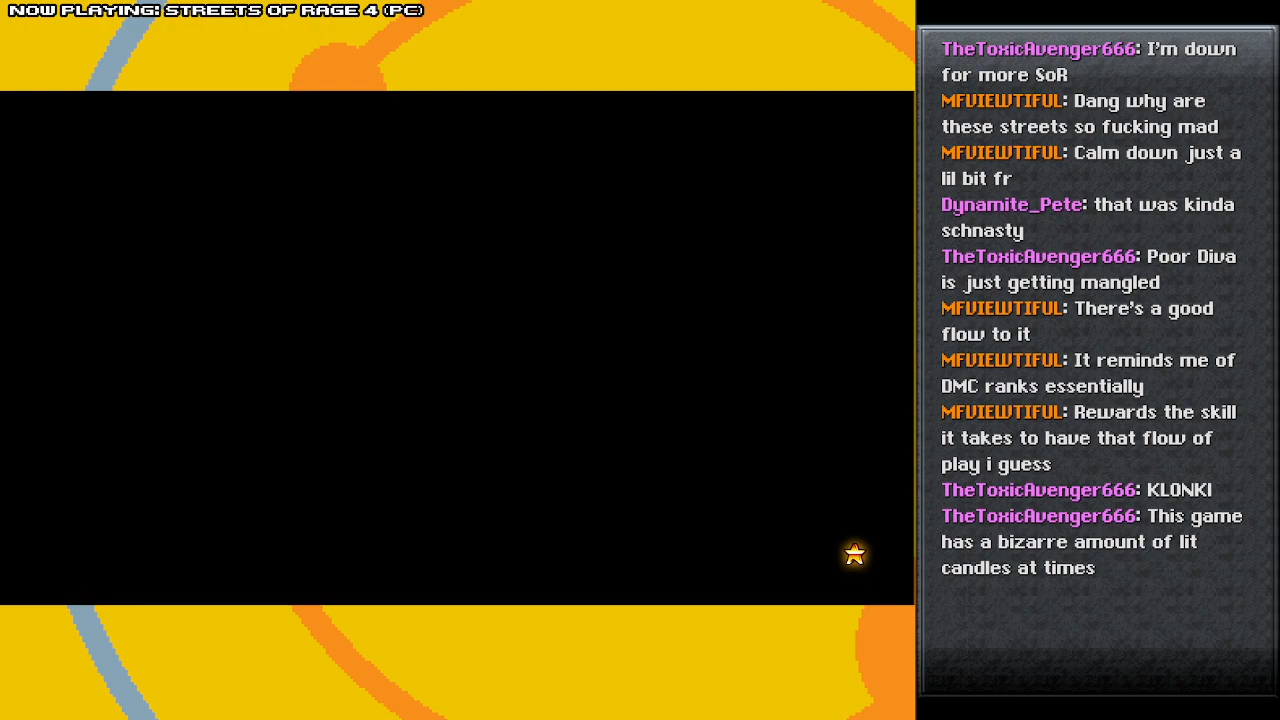 NOW PLAYING: STREETS OF RAGE 4 (PC)
TheToxicAvenger666: I'm down
for more SoR
MFVIEWTIFUL: Dang why are
these streets so fucking mad
MFVIEWTIFUL: Calm down just a
lil bit fr
Dynamite_Pete: that was kinda
schnasty
TheToxicAvenger666: Poor Diva
is just getting mangled
MFVIEWTIFUL: There's a good
flow to it
MFVIEWTIFUL: It reminds me of
DMC ranks essentially
MFVIEWTIFUL: Rewards the skill
it takes to have that flow of
play i guess
TheToxicAvenger666: KLONK!
TheToxicAvenger666: This game
has a bizarre amount of lit
candles at times